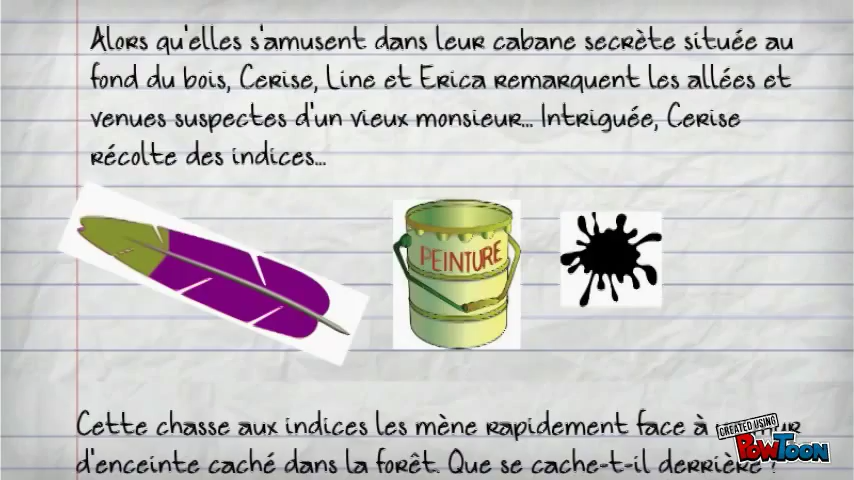 Alors qu'elles s'amusent dans leur cabane secrète située au
fond du bois, Cerise, Line et Erica remarquent les allées et
venues suspectes d'un vieux monsieur... Intriguée, Cerise
récolte des indices...
PEINTURE
Cette chasse aux indices les mène rapidement face à
d'enceinte caché dans la forêt. Que se cache-t-il derrière ?
CREATED USING
POWTOON